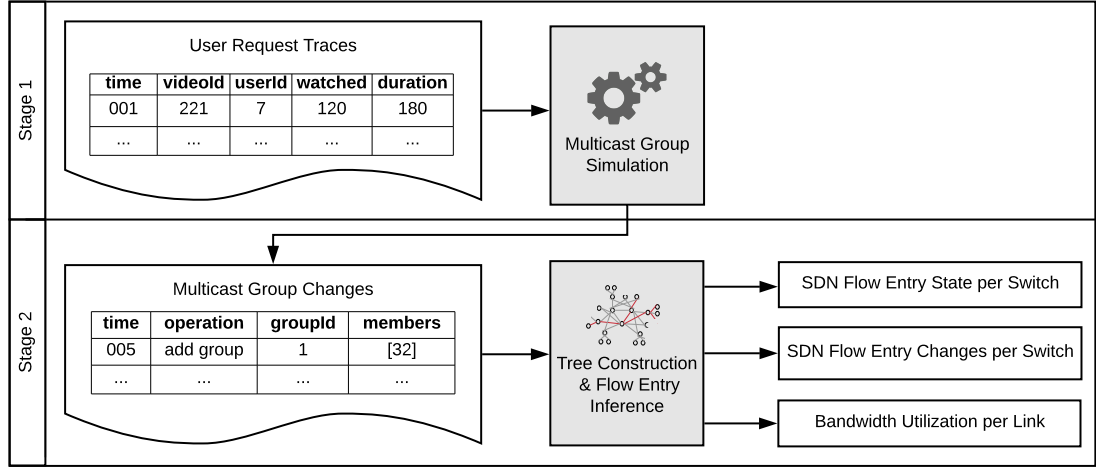 Stage 1
User Request Traces
time videoId userId watched duration
001 221 7 120 180
... ... ... ... ...
Multicast Group
Simulation
Stage 2
Multicast Group Changes
time operation groupId members
005 add group 1 [32]
... ... ... ...
Tree Construction
& Flow Entry
Inference
SDN Flow Entry State per Switch
SDN Flow Entry Changes per Switch
Bandwidth Utilization per Link